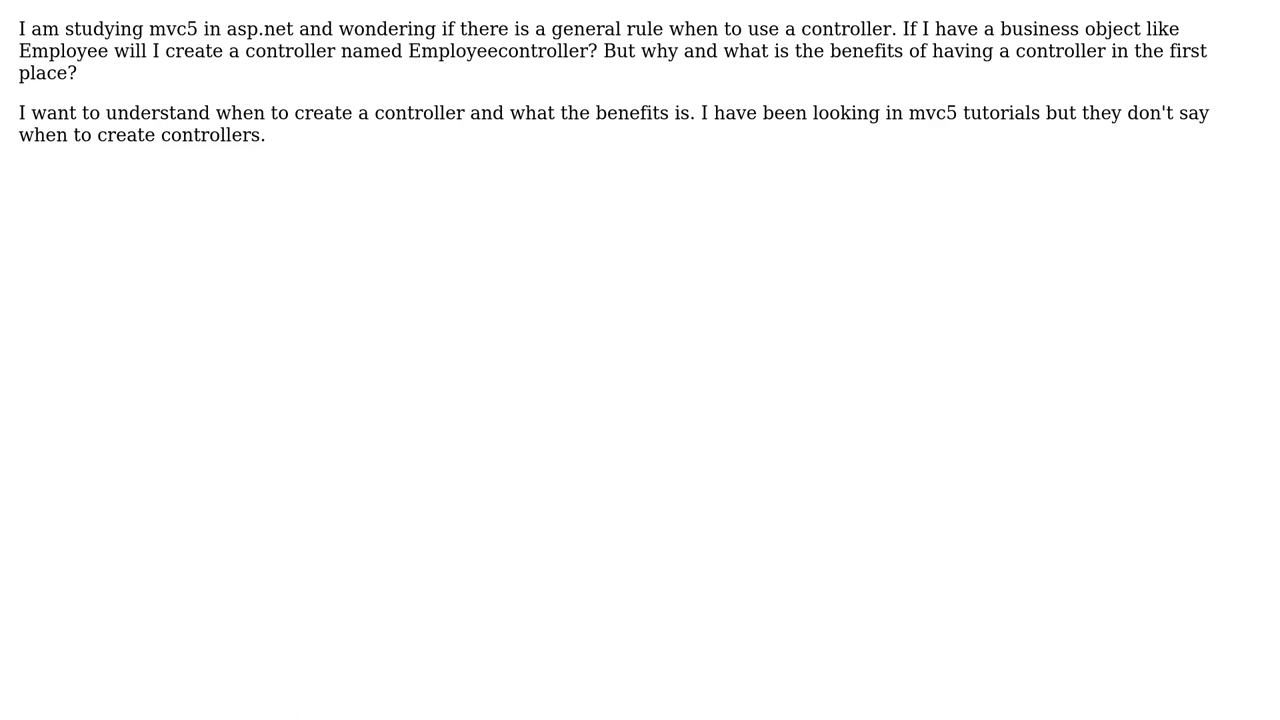 I am studying mvc5 in asp.net and wondering if there is a general rule when to use a controller. If I have a business object like
Employee will I create a controller named Employeecontroller? But why and what is the benefits of having a controller in the first
place?
I want to understand when to create a controller and what the benefits is. I have been looking in mvc5 tutorials but they don't say
when to create controllers.